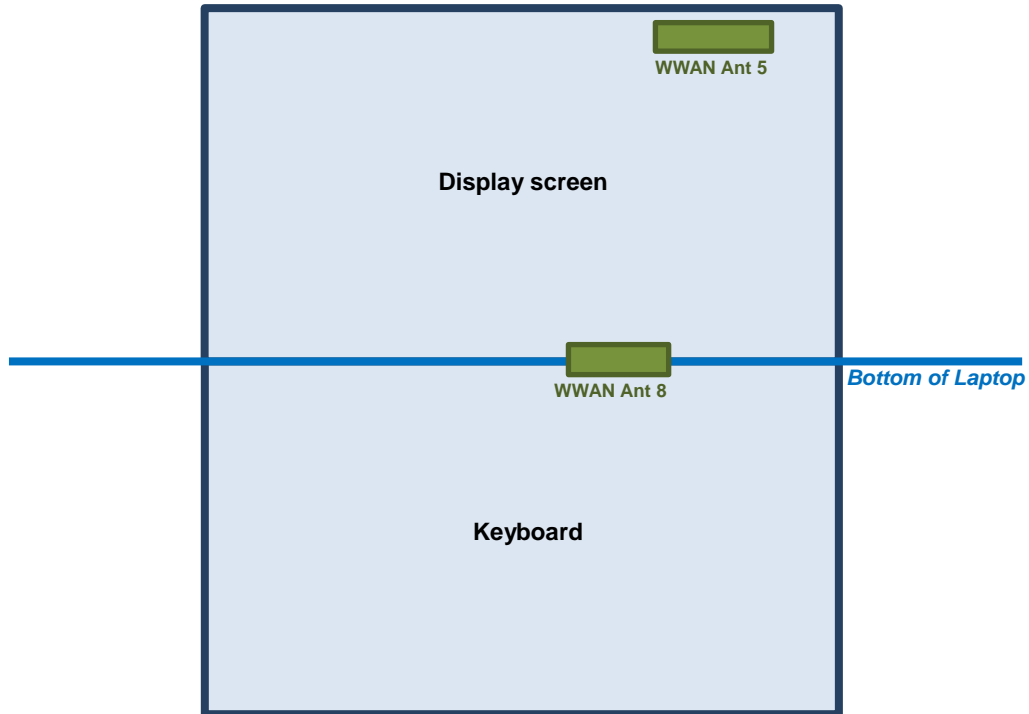 WWAN Ant 5
Display screen
Bottom of Laptop
WWAN Ant 8
Keyboard